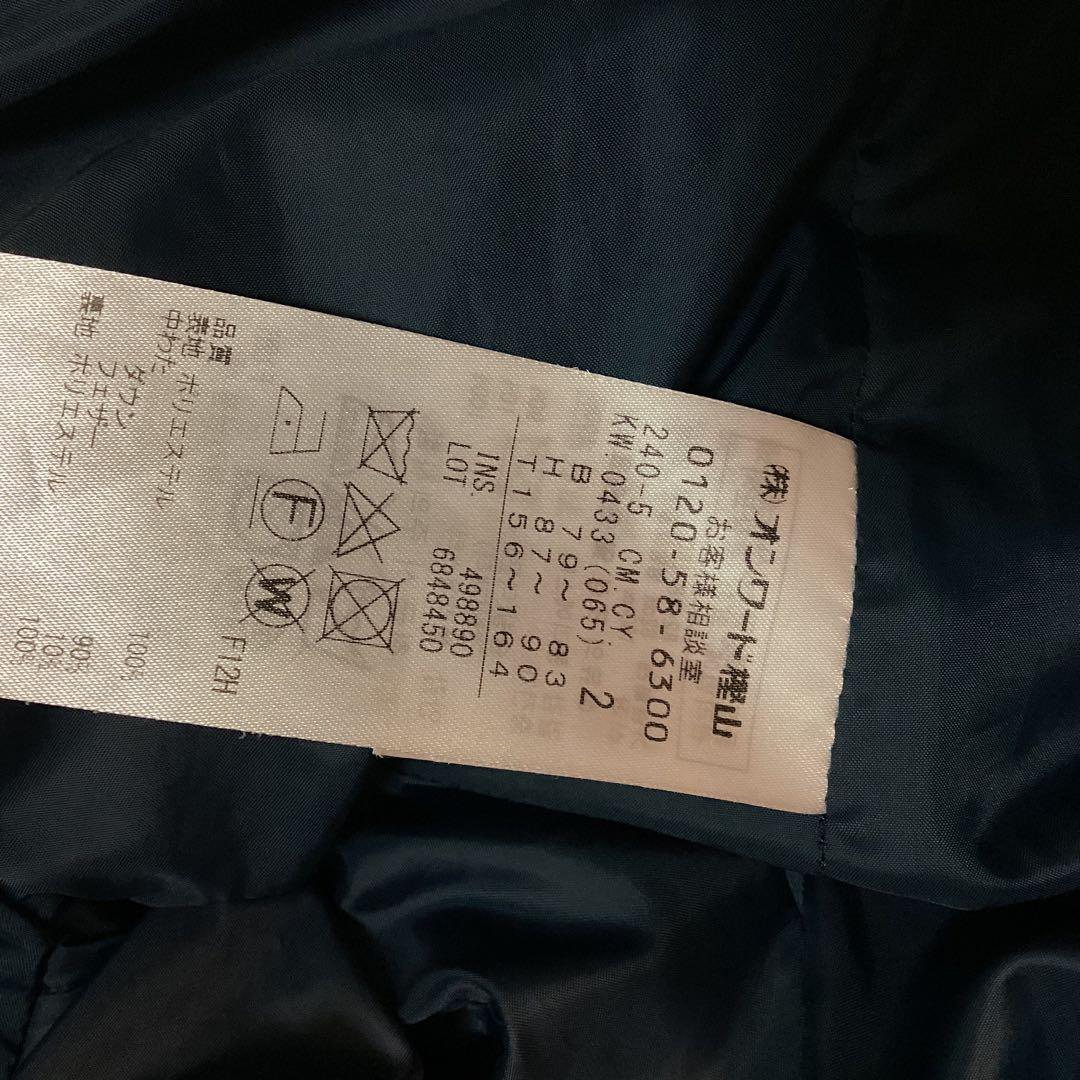 ㈱オンワード樫山
お客様相談室
0120-58-6300
240-5 CM.CY
KW.0433(065) 2
B 79~ 83
H 87~ 90
T156~164
INS. 498890
LOT 6848450
F
W
F12H
品質
表地 ポリエステル 100%
中わた
ダウン 90%
フェザー 10%
裏地 ポリエステル 100%